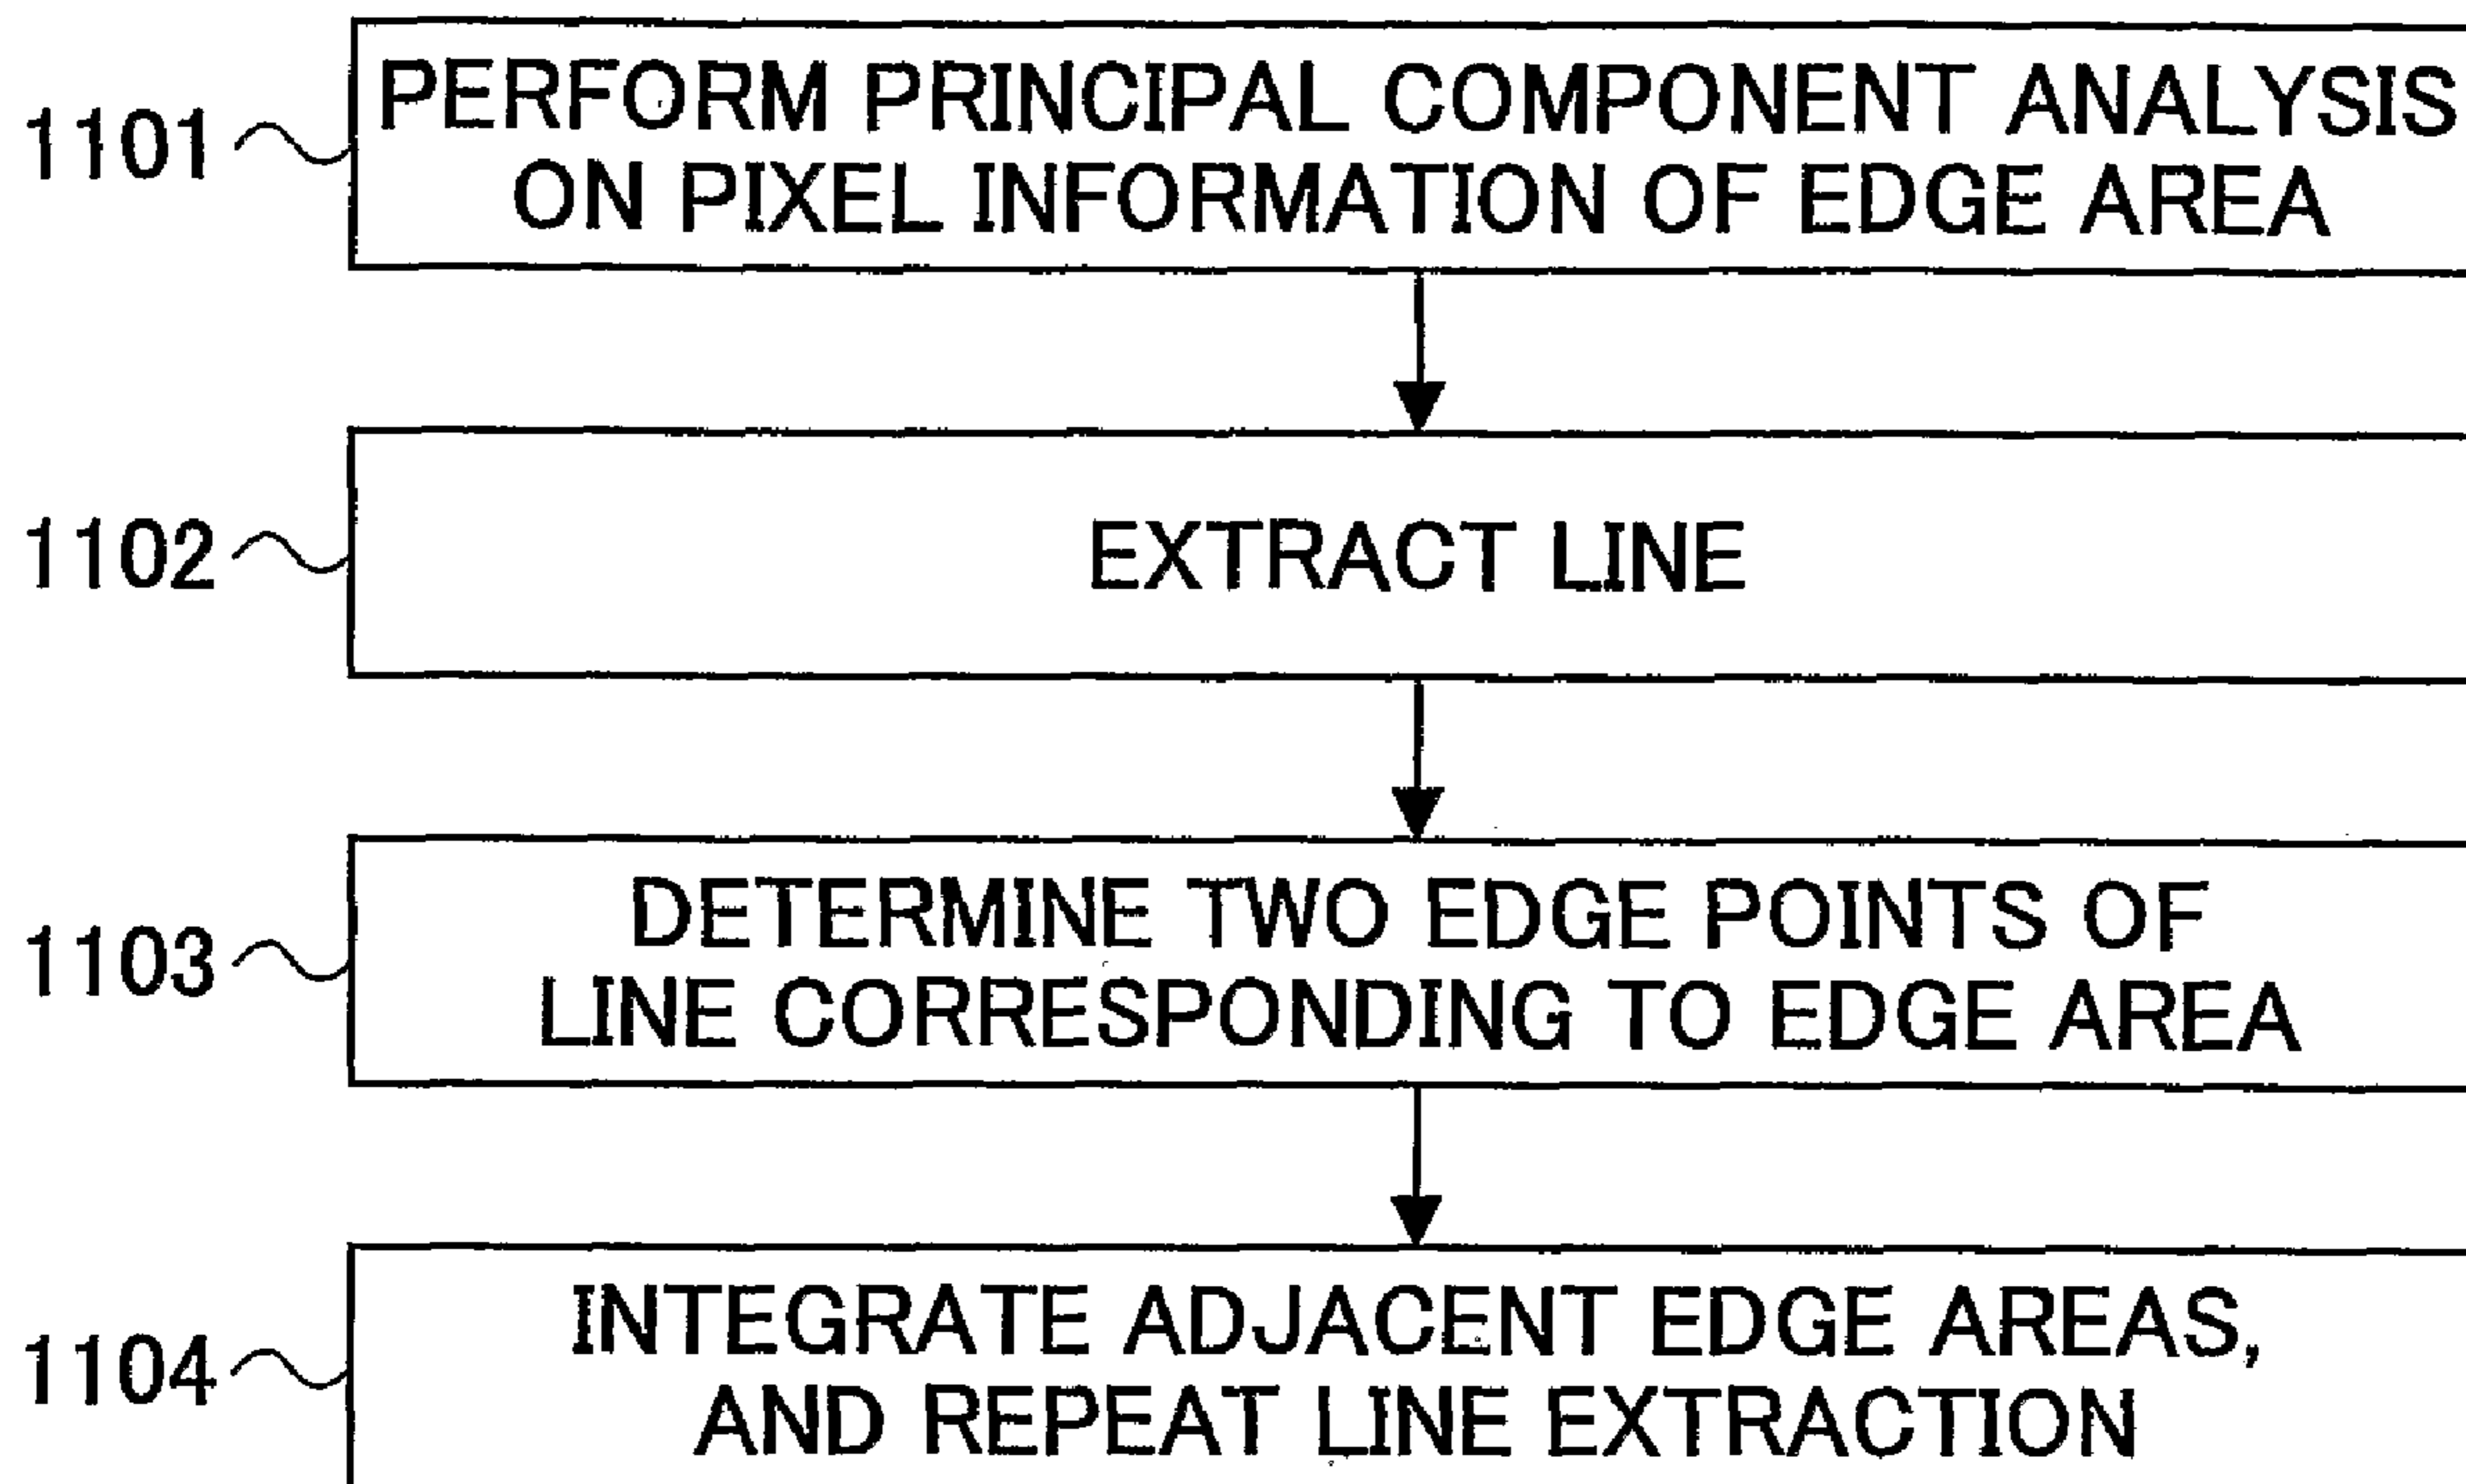 1101
PERFORM PRINCIPAL COMPONENT ANALYSIS
ON PIXEL INFORMATION OF EDGE AREA
1102
EXTRACT LINE
1103
DETERMINE TWO EDGE POINTS OF
LINE CORRESPONDING TO EDGE AREA
1104
INTEGRATE ADJACENT EDGE AREAS,
AND REPEAT LINE EXTRACTION